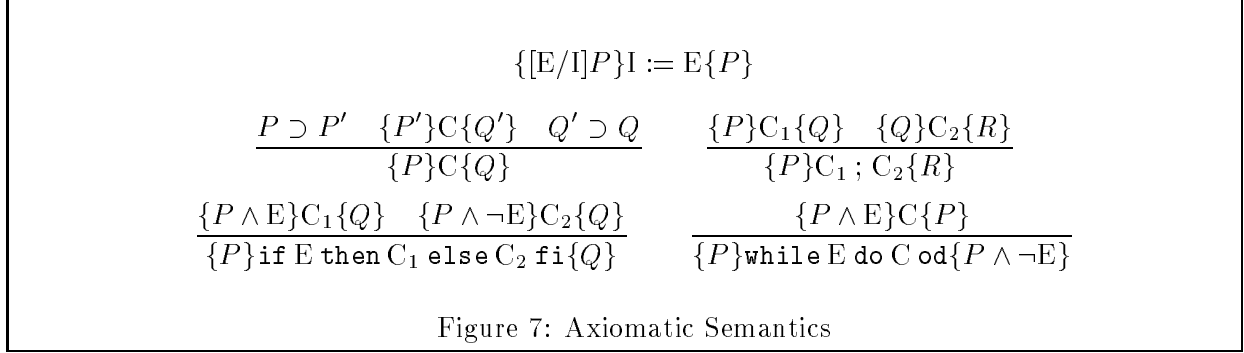 {[E/I]P}I := E{P}
P ⊃ P′ {P′}C{Q′} Q′ ⊃ Q
{P}C{Q}
{P}C₁{Q} {Q}C₂{R}
{P}C₁ ; C₂{R}
{P ∧ E}C₁{Q} {P ∧ ¬E}C₂{Q}
{P}if E then C₁ else C₂ fi{Q}
{P ∧ E}C{P}
{P}while E do C od{P ∧ ¬E}
Figure 7: Axiomatic Semantics